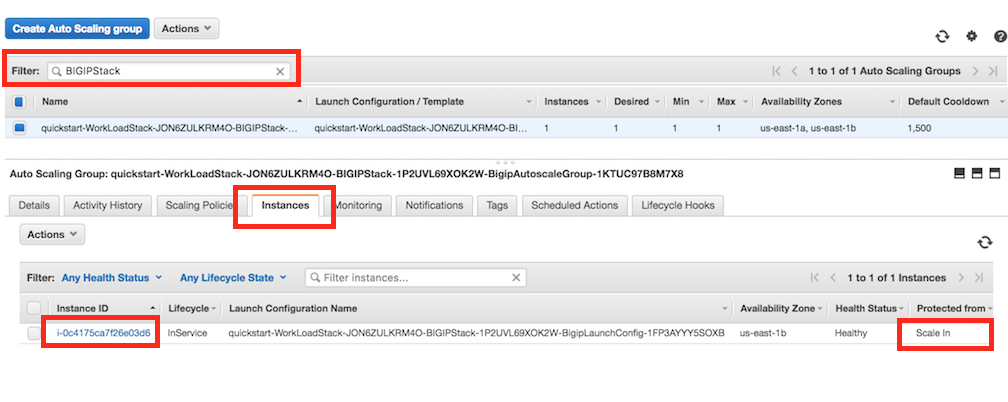 Create Auto Scaling group Actions
Filter: BIGIPStack 1 to 1 of 1 Auto Scaling Groups
Name Launch Configuration / Template Instances Desired Min Max Availability Zones Default Cooldown
quickstart-WorkLoadStack-JON6ZULKRM4O-BIGIPStack-... quickstart-WorkLoadStack-JON6ZULKRM4O-BI... 1 1 1 1 us-east-1a, us-east-1b 1,500
Auto Scaling Group: quickstart-WorkLoadStack-JON6ZULKRM4O-BIGIPStack-1P2UVL69XOK2W-BigipAutoscaleGroup-1KTUC97B8M7X8
Details Activity History Scaling Policie Instances Monitoring Notifications Tags Scheduled Actions Lifecycle Hooks
Actions
Filter: Any Health Status Any Lifecycle State Filter instances... 1 to 1 of 1 Instances
Instance ID Lifecycle Launch Configuration Name Availability Zone Health Status Protected from
i-0c4175ca7f26e03d6 InService quickstart-WorkLoadStack-JON6ZULKRM4O-BIGIPStack-1P2UVL69XOK2W-BigipLaunchConfig-1FP3AYYY5SOXB us-east-1b Healthy Scale In